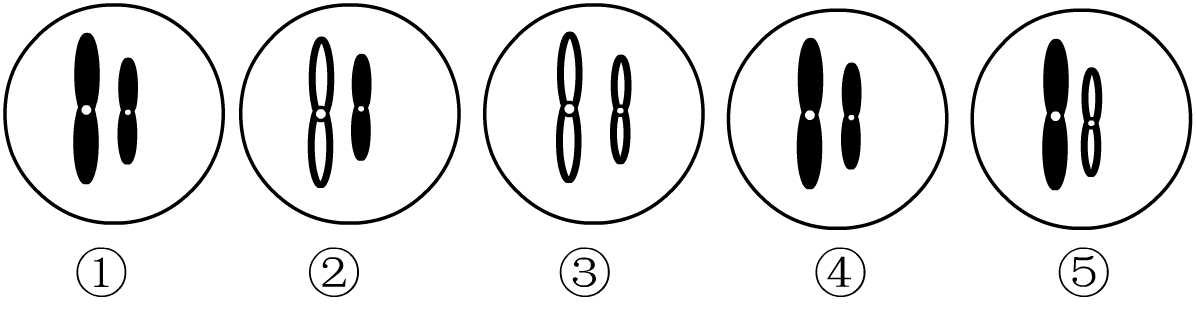 ① ② ③ ④ ⑤